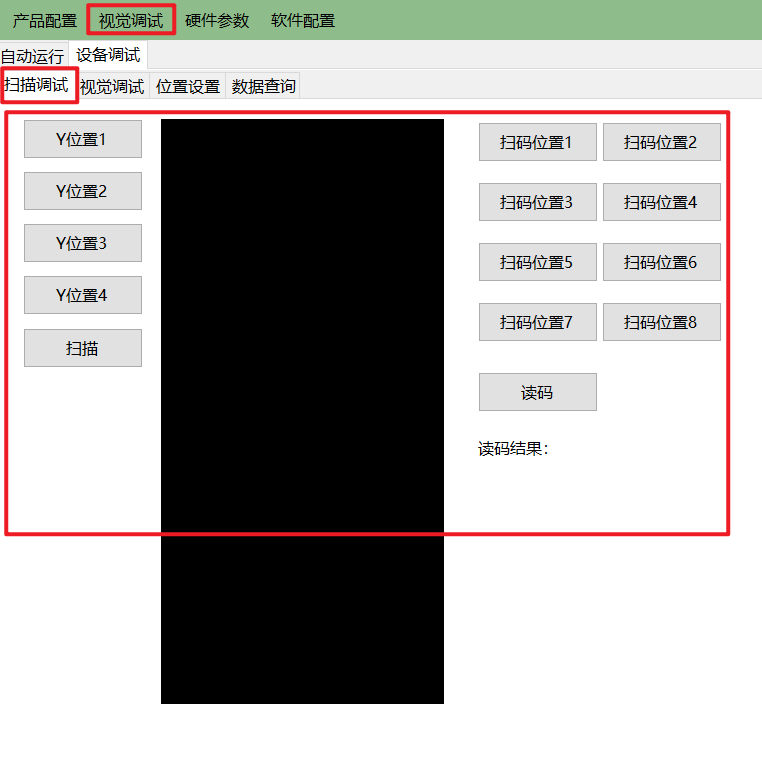 产品配置 视觉调试 硬件参数 软件配置
自动运行 设备调试
扫描调试 视觉调试 位置设置 数据查询
Y位置1
Y位置2
Y位置3
Y位置4
扫描
扫码位置1 扫码位置2
扫码位置3 扫码位置4
扫码位置5 扫码位置6
扫码位置7 扫码位置8
读码
读码结果：